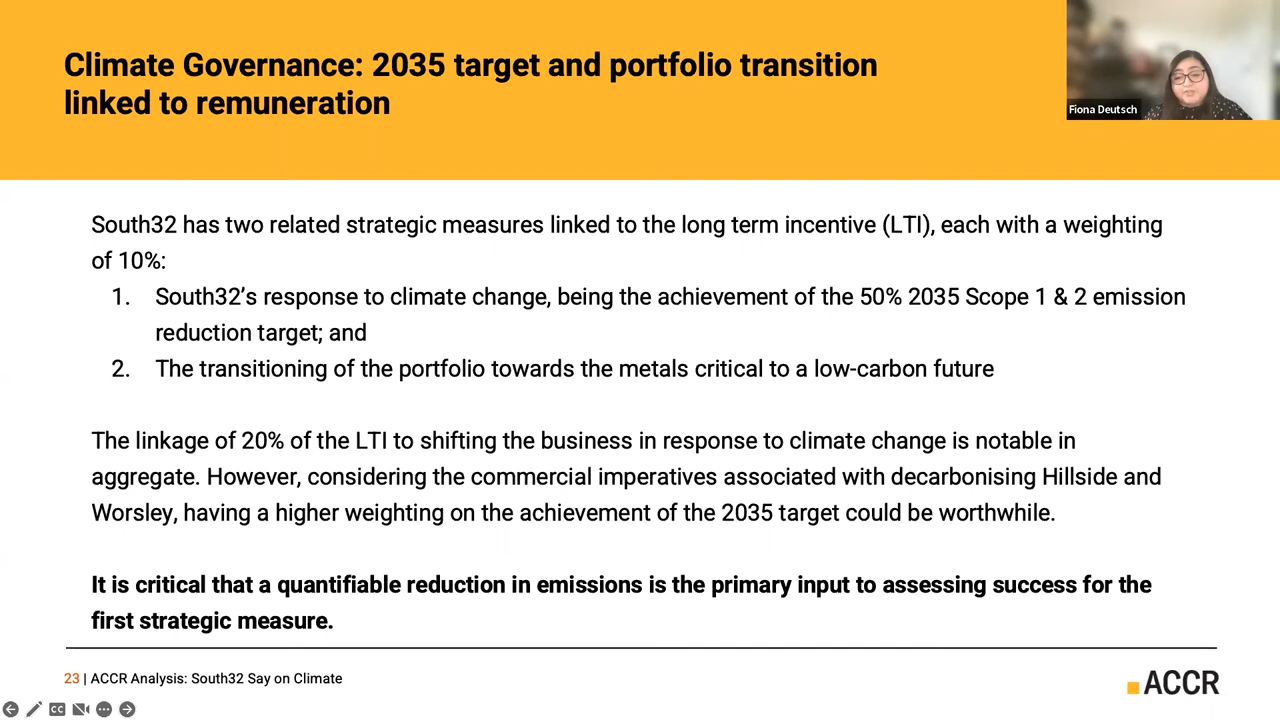 Climate Governance: 2035 target and portfolio transition
linked to remuneration
Fiona Deutsch
South32 has two related strategic measures linked to the long term incentive (LTI), each with a weighting
of 10%:
1. South32’s response to climate change, being the achievement of the 50% 2035 Scope 1 & 2 emission
reduction target; and
2. The transitioning of the portfolio towards the metals critical to a low-carbon future
The linkage of 20% of the LTI to shifting the business in response to climate change is notable in
aggregate. However, considering the commercial imperatives associated with decarbonising Hillside and
Worsley, having a higher weighting on the achievement of the 2035 target could be worthwhile.
It is critical that a quantifiable reduction in emissions is the primary input to assessing success for the
first strategic measure.
23 | ACCR Analysis: South32 Say on Climate
ACCR
CC